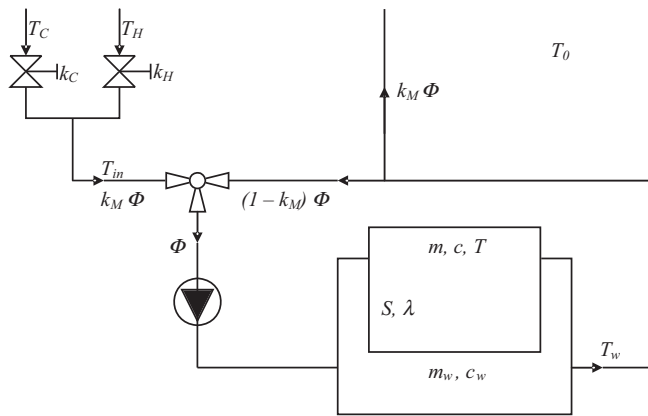 T_C
T_H
T_0
k_C
k_H
k_M Φ
T_in
k_M Φ
(1 – k_M) Φ
Φ
m, c, T
S, λ
T_w
m_w, c_w